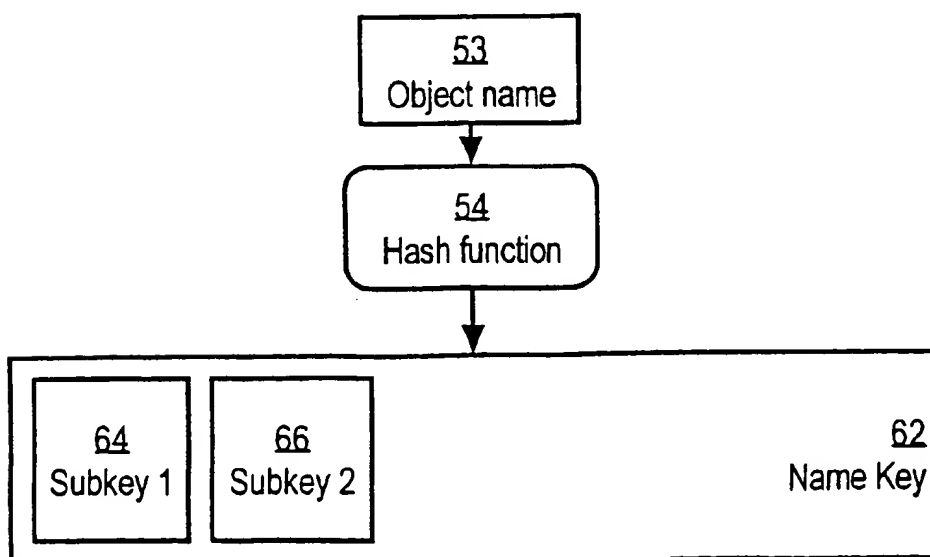 53
Object name
54
Hash function
64
Subkey 1
66
Subkey 2
62
Name Key